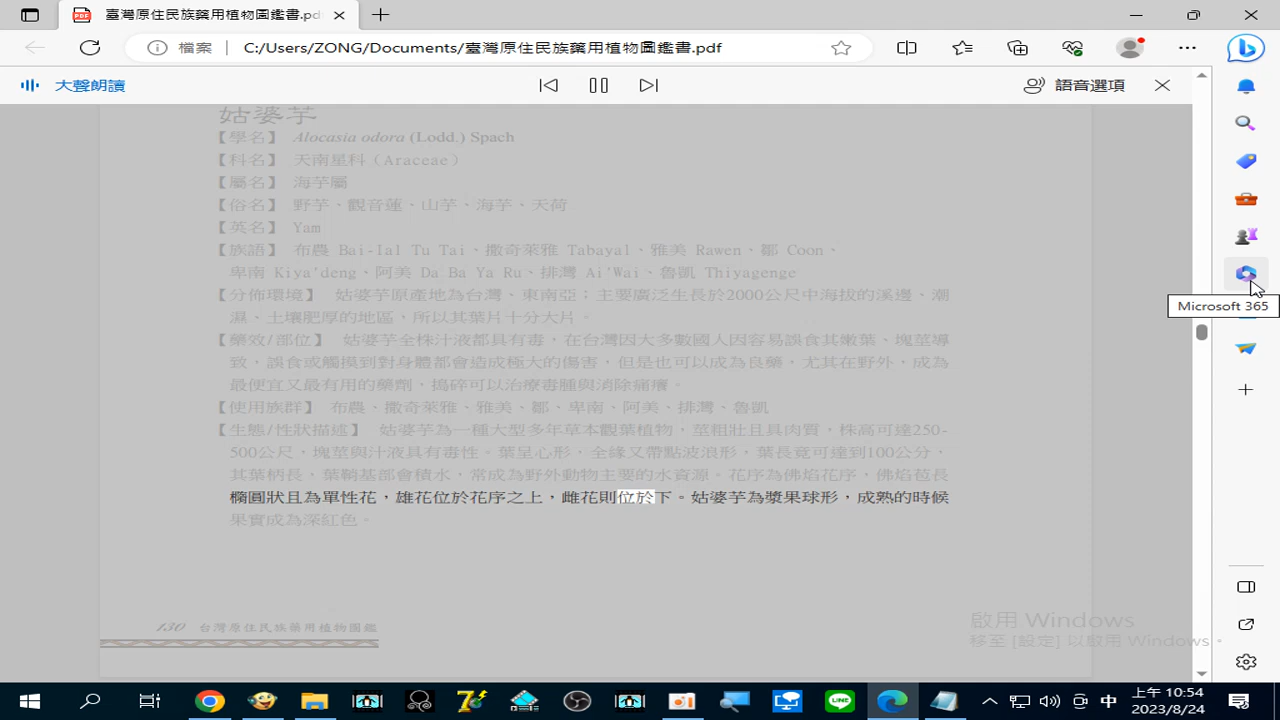 臺灣原住民族藥用植物圖鑑書.pdf
檔案
C:/Users/ZONG/Documents/臺灣原住民族藥用植物圖鑑書.pdf
大聲朗讀
語音選項
姑婆芋
【學名】 Alocasia odora (Lodd.) Spach
【科名】 天南星科（Araceae）
【屬名】 海芋屬
【俗名】 野芋、觀音蓮、山芋、海芋、天荷
【英名】 Yam
【族語】 布農 Bai-lal Tu Tai、撒奇萊雅 Tabayal、雅美 Rawen、鄒 Coon、
卑南 Kiya'deng、阿美 Da Ba Ya Ru、排灣 Ai'Wai、魯凱 Thiyagenge
【分佈環境】 姑婆芋原產地為台灣、東南亞；主要廣泛生長於2000公尺中海拔的溪邊、潮
濕、土壤肥厚的地區，所以其葉片十分大片。
【藥效/部位】 姑婆芋全株汁液都具有毒，在台灣因大多數國人因容易誤食其嫩葉、塊莖導
致，誤食或觸摸到對身體都會造成極大的傷害，但是也可以成為良藥，尤其在野外，成為
最便宜又最有用的藥劑，搗碎可以治療毒腫與消除痛癢。
【使用族群】 布農、撒奇萊雅、雅美、鄒、卑南、阿美、排灣、魯凱
【生態/性狀描述】 姑婆芋為一種大型多年草本觀葉植物，莖粗壯且具肉質，株高可達250-
500公尺，塊莖與汁液具有毒性。葉呈心形，全緣又帶點波浪形，葉長竟可達到100公分，
其葉柄長，葉鞘基部會積水，常成為野外動物主要的水資源。花序為佛焰花序，佛焰苞長
橢圓狀且為單性花，雄花位於花序之上，雌花則位於下。姑婆芋為漿果球形，成熟的時候
果實成為深紅色。
130 台灣原住民族藥用植物圖鑑
Microsoft 365
啟用 Windows
移至 [設定] 以啟用 Windows。
中
上午 10:54
2023/8/24